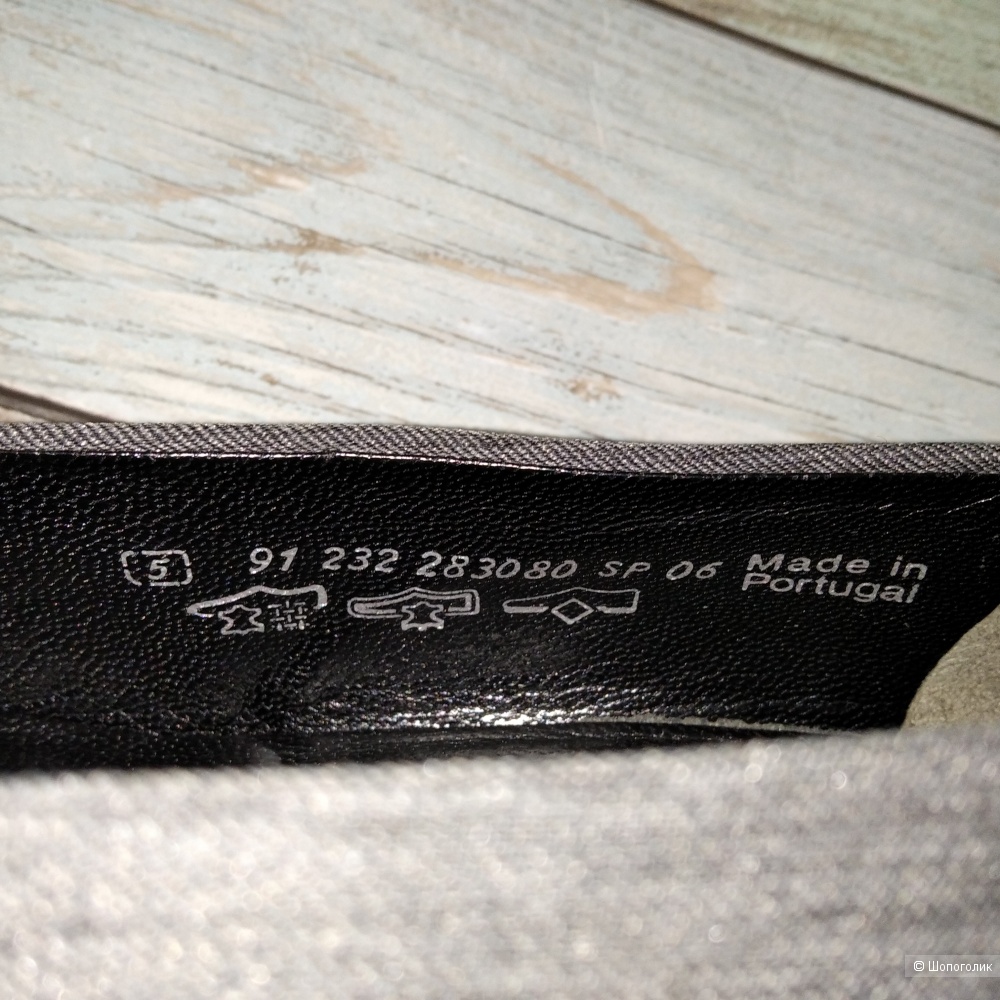 5 91 232 283080 SP 06 Made in
Portugal
© Шопоголик